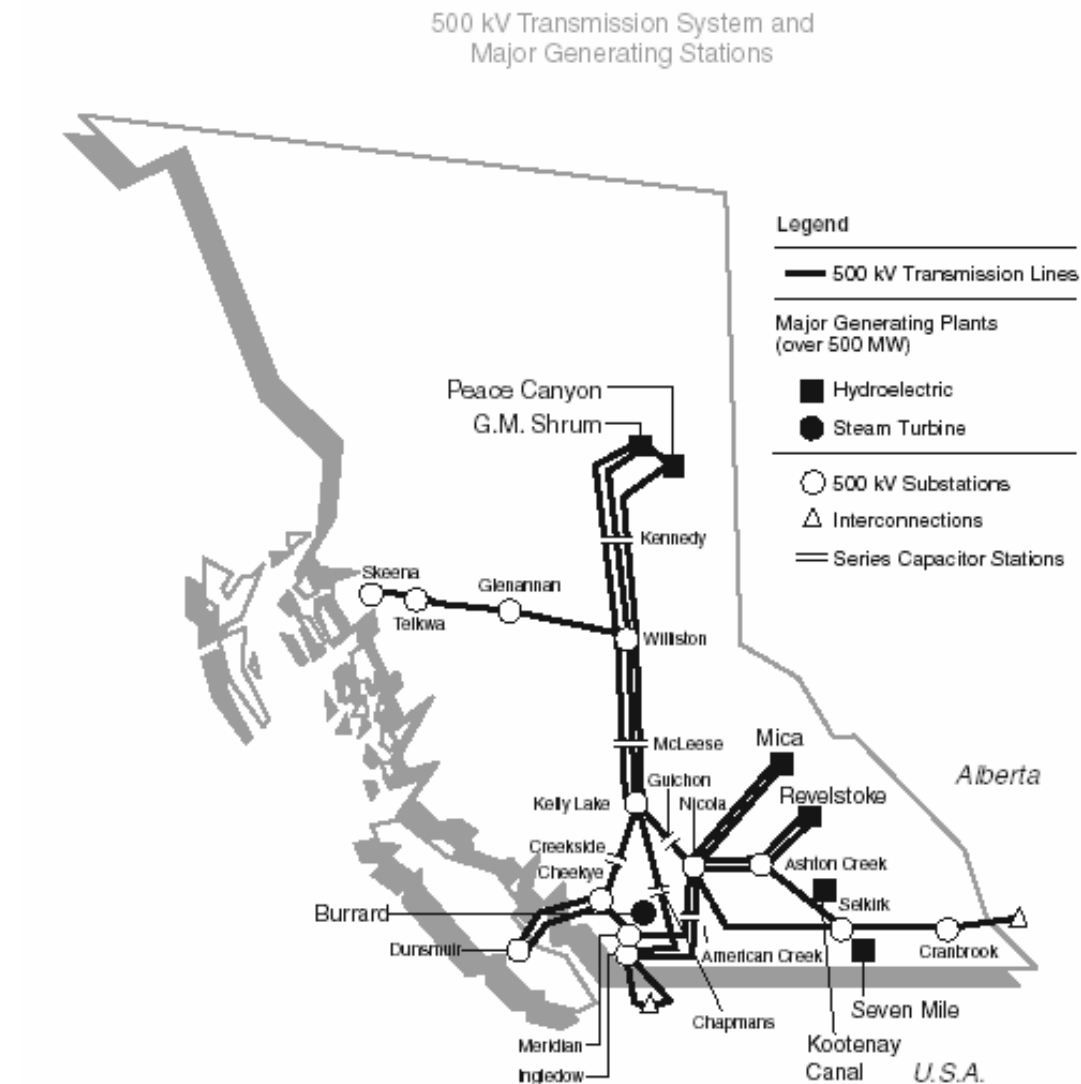 500 kV Transmission System and
Major Generating Stations
Legend
500 kV Transmission Lines
Major Generating Plants
(over 500 MW)
Hydroelectric
Steam Turbine
500 kV Substations
Interconnections
Series Capacitor Stations
Peace Canyon
G.M. Shrum
Kennedy
Skeena
Glenannan
Telkwa
Williston
McLeese
Mica
Alberta
Guichon
Kelly Lake
Nicola
Revelstoke
Creekside
Cheekye
Ashton Creek
Burrard
Selkirk
Dunsmuir
American Creek
Cranbrook
Chapmans
Seven Mile
Meridian
Kootenay
Canal
Ingledow
U.S.A.